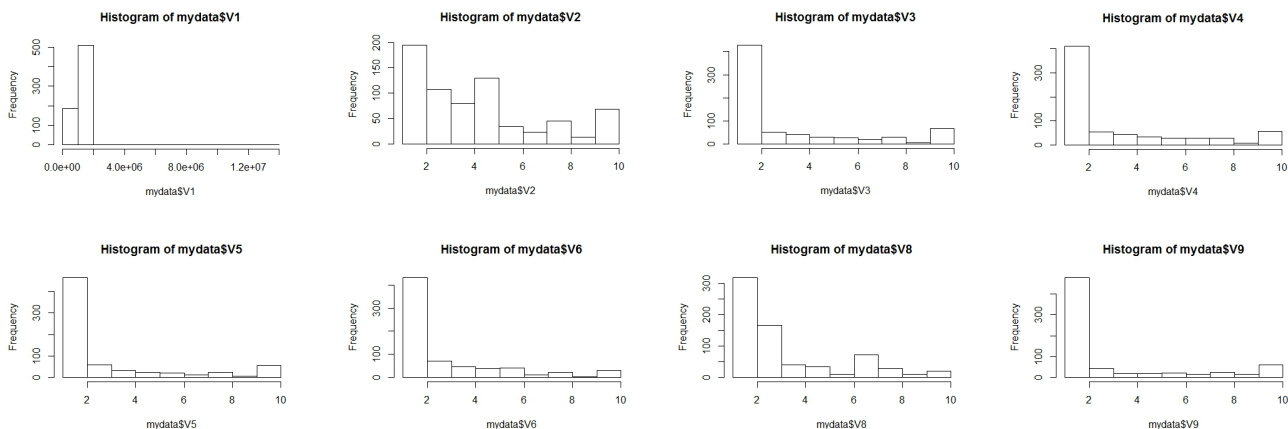 Histogram of mydata$V1
Histogram of mydata$V2
Histogram of mydata$V3
Histogram of mydata$V4
Frequency
0 100 300 500
0.0e+00 4.0e+06 8.0e+06 1.2e+07
mydata$V1
Frequency
0 50 100 150 200
2 4 6 8 10
mydata$V2
Frequency
0 100 300
2 4 6 8 10
mydata$V3
Frequency
0 100 300
2 4 6 8 10
mydata$V4
Histogram of mydata$V5
Histogram of mydata$V6
Histogram of mydata$V8
Histogram of mydata$V9
Frequency
0 100 300
2 4 6 8 10
mydata$V5
Frequency
0 100 300
2 4 6 8 10
mydata$V6
Frequency
0 50 100 200 300
2 4 6 8 10
mydata$V8
Frequency
0 100 300
2 4 6 8 10
mydata$V9